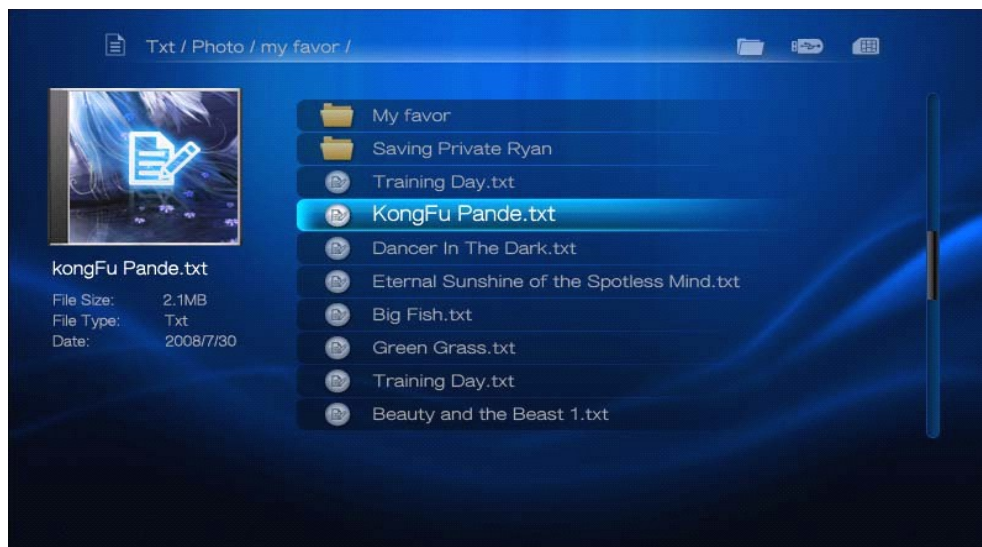 Txt / Photo / my favor /
My favor
Saving Private Ryan
Training Day.txt
KongFu Pande.txt
Dancer In The Dark.txt
Eternal Sunshine of the Spotless Mind.txt
Big Fish.txt
Green Grass.txt
Training Day.txt
Beauty and the Beast 1.txt
kongFu Pande.txt
File Size: 2.1MB
File Type: Txt
Date: 2008/7/30